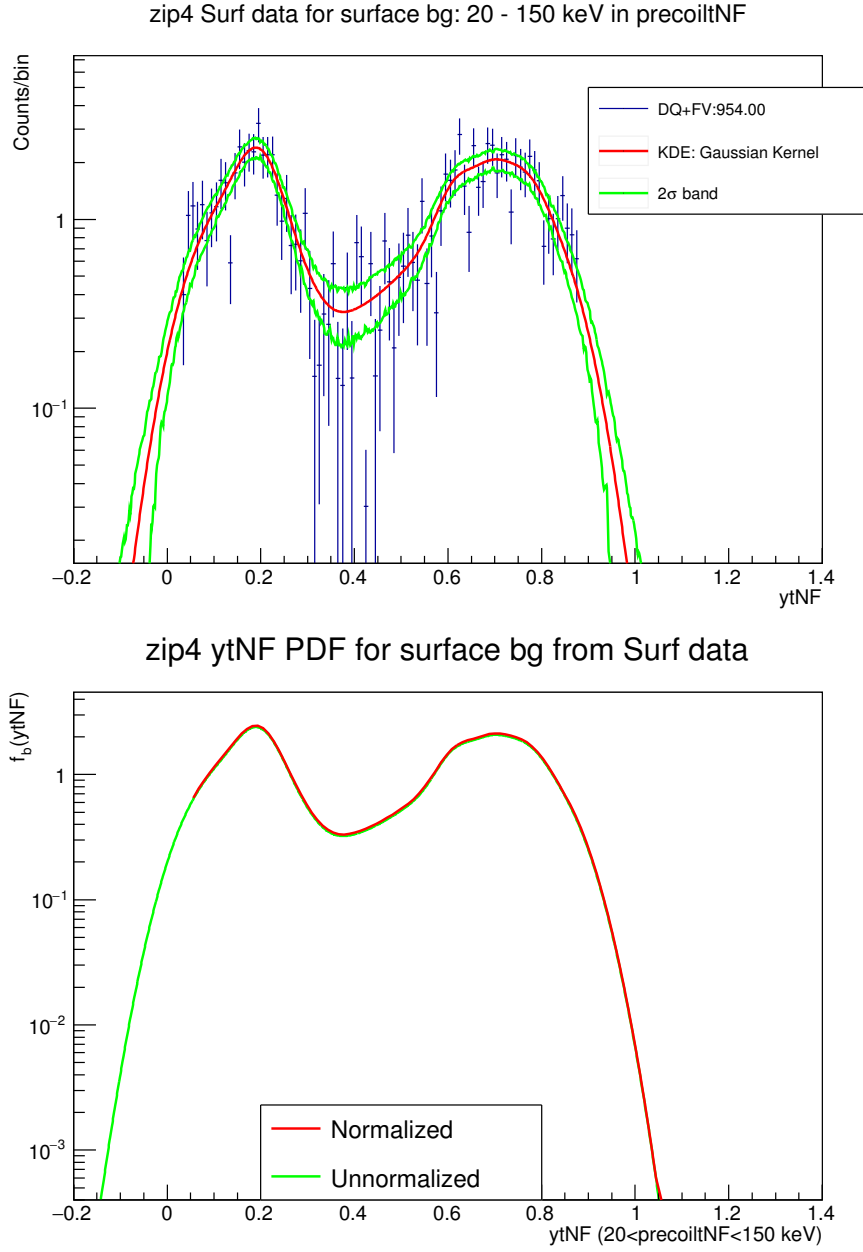 zip4 Surf data for surface bg: 20 - 150 keV in precoiltNF
Counts/bin
DQ+FV:954.00
KDE: Gaussian Kernel
2σ band
1
10⁻¹
−0.2 0 0.2 0.4 0.6 0.8 1 1.2 1.4
ytNF
zip4 ytNF PDF for surface bg from Surf data
f_b(ytNF)
1
10⁻¹
10⁻²
10⁻³
Normalized
Unnormalized
−0.2 0 0.2 0.4 0.6 0.8 1 1.2 1.4
ytNF (20<precoiltNF<150 keV)